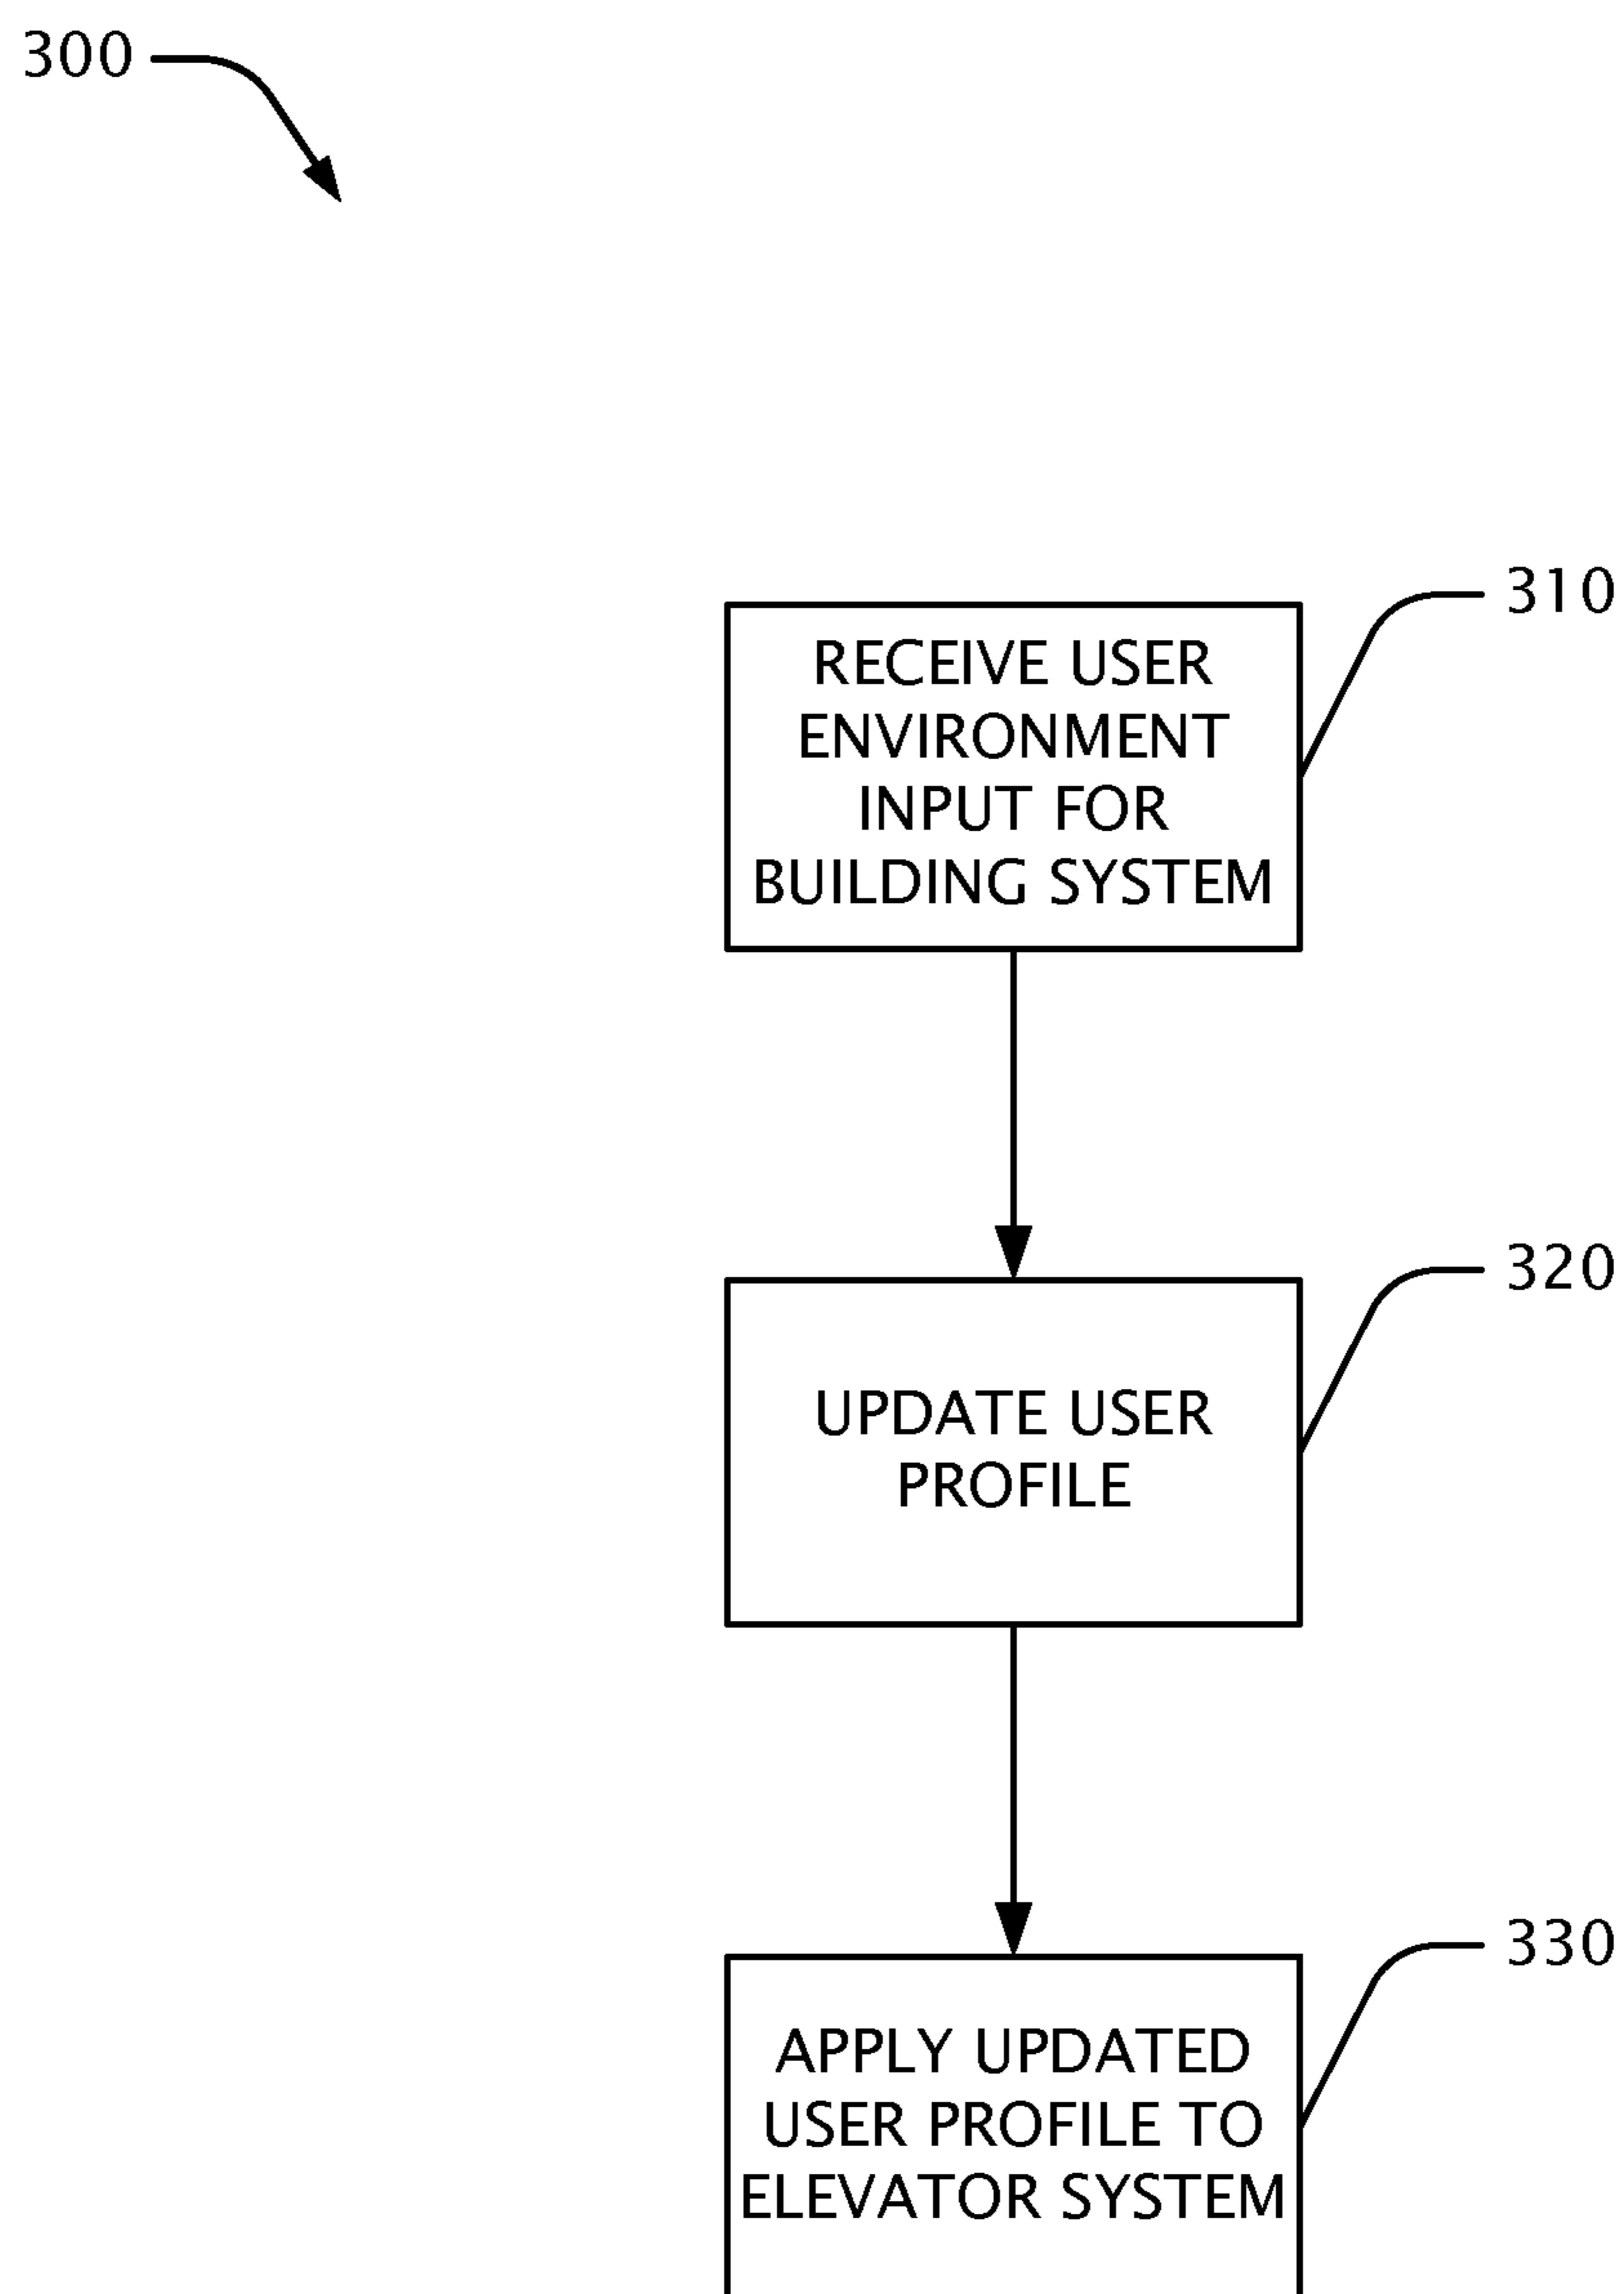 300
310
RECEIVE USER
ENVIRONMENT
INPUT FOR
BUILDING SYSTEM
320
UPDATE USER
PROFILE
330
APPLY UPDATED
USER PROFILE TO
ELEVATOR SYSTEM